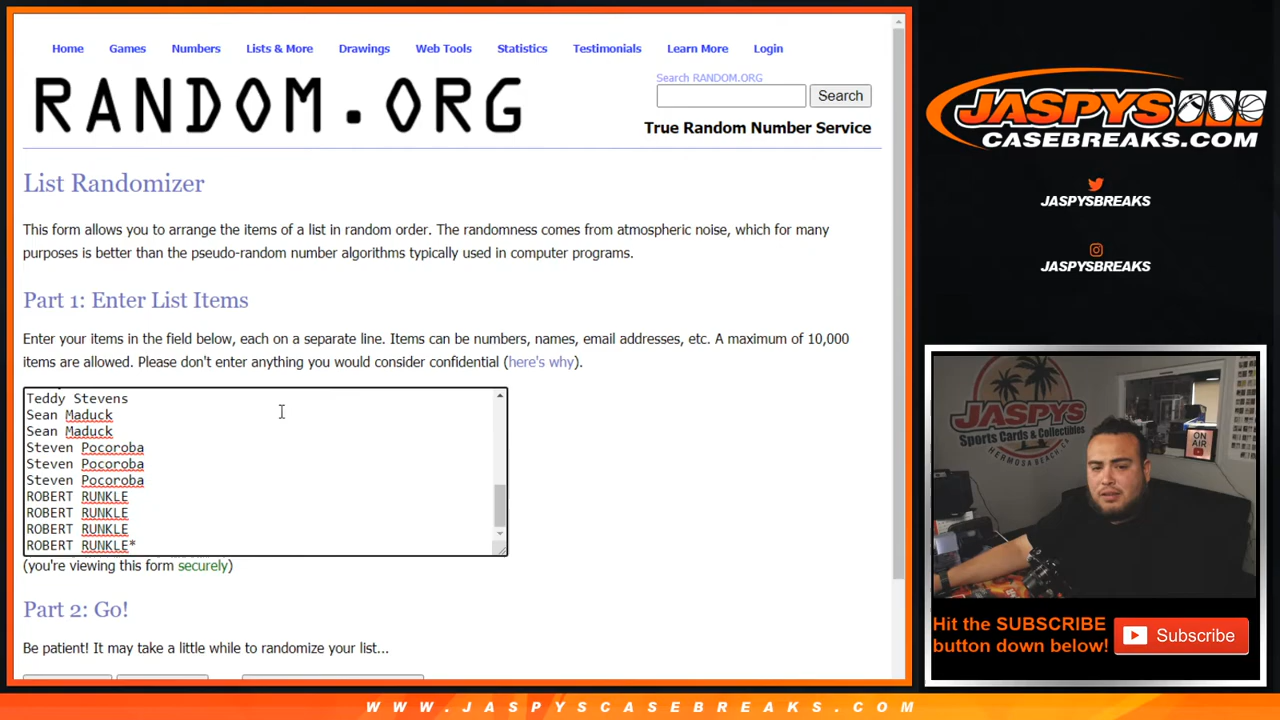 Home Games Numbers Lists & More Drawings Web Tools Statistics Testimonials Learn More Login
RANDOM.ORG
Search RANDOM.ORG
Search
True Random Number Service
List Randomizer
This form allows you to arrange the items of a list in random order. The randomness comes from atmospheric noise, which for many
purposes is better than the pseudo-random number algorithms typically used in computer programs.
Part 1: Enter List Items
Enter your items in the field below, each on a separate line. Items can be numbers, names, email addresses, etc. A maximum of 10,000
items are allowed. Please don't enter anything you would consider confidential (here's why).
Teddy Stevens
Sean Maduck
Sean Maduck
Steven Pocoroba
Steven Pocoroba
Steven Pocoroba
ROBERT RUNKLE
ROBERT RUNKLE
ROBERT RUNKLE
ROBERT RUNKLE*
(you're viewing this form securely)
Part 2: Go!
Be patient! It may take a little while to randomize your list...
JASPYS
CASEBREAKS.COM
JASPYSBREAKS
JASPYSBREAKS
JASPYS
Sports Cards & Collectibles
HERMOSA BEACH, CA
ON
AIR
Hit the SUBSCRIBE
button down below!
Subscribe
WWW.JASPYSCASEBREAKS.COM